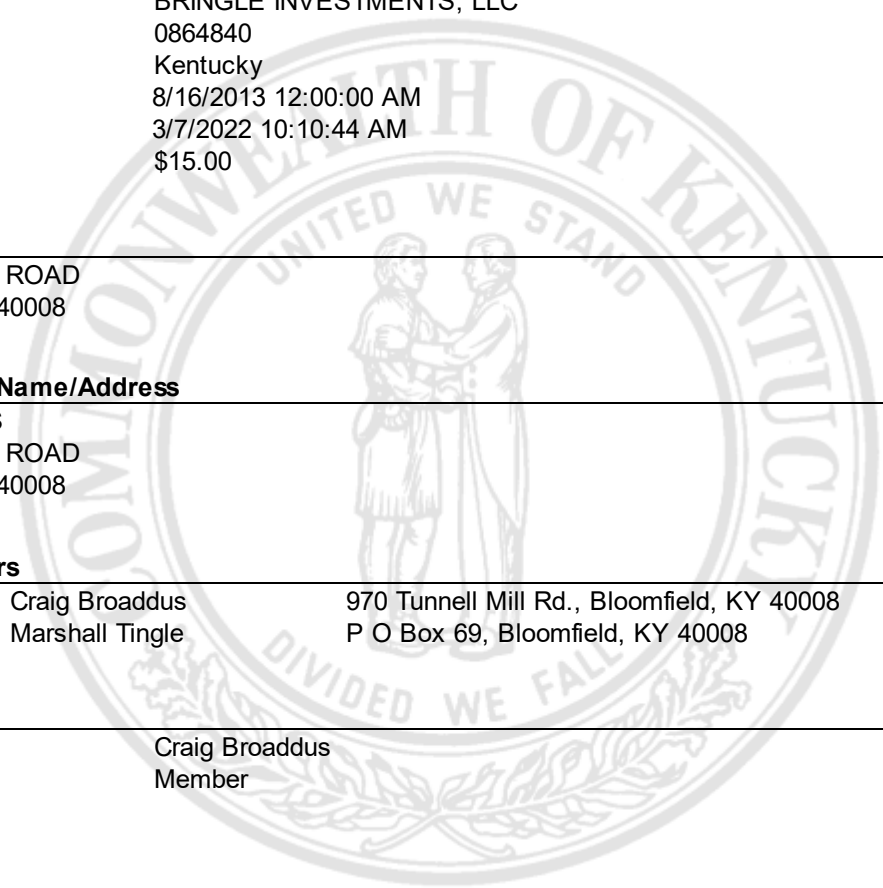 BRINGLE INVESTMENTS, LLC
0864840
Kentucky
8/16/2013 12:00:00 AM
3/7/2022 10:10:44 AM
$15.00
COMMONWEALTH OF KENTUCKY
UNITED WE STAND
ROAD
40008
Name/Address
S
ROAD
40008
rs
Craig Broaddus 970 Tunnell Mill Rd., Bloomfield, KY 40008
Marshall Tingle P O Box 69, Bloomfield, KY 40008
DIVIDED WE FALL
Craig Broaddus
Member